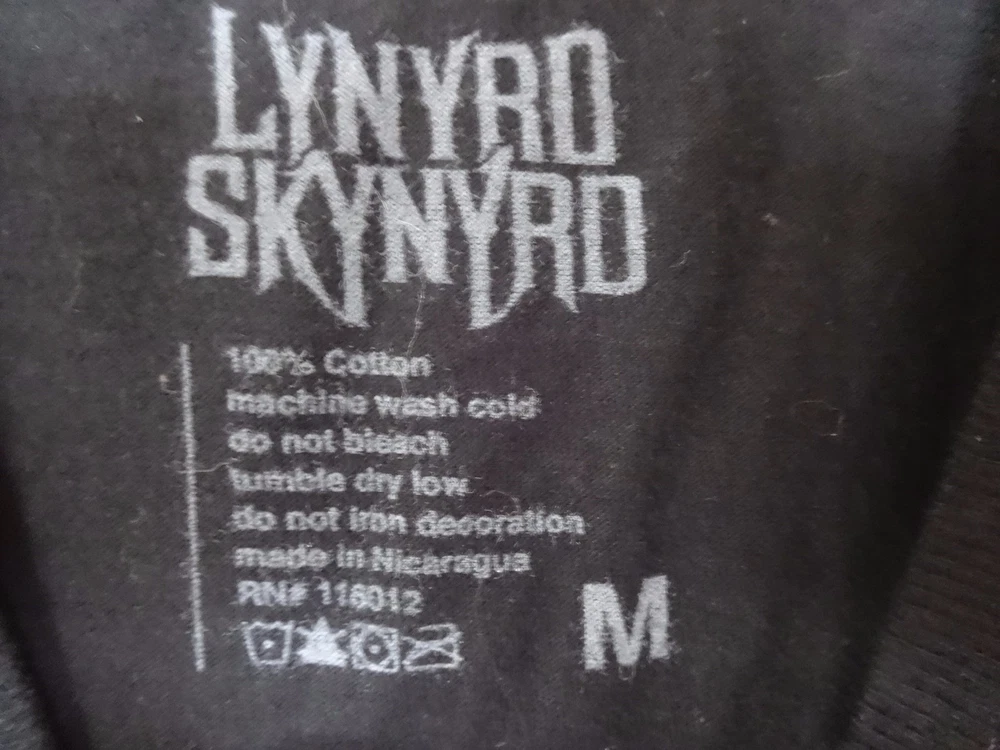 LYNYRD
SKYNYRD
100% Cotton
machine wash cold
do not bleach
tumble dry low
do not iron decoration
made in Nicaragua
RN# 116012
M